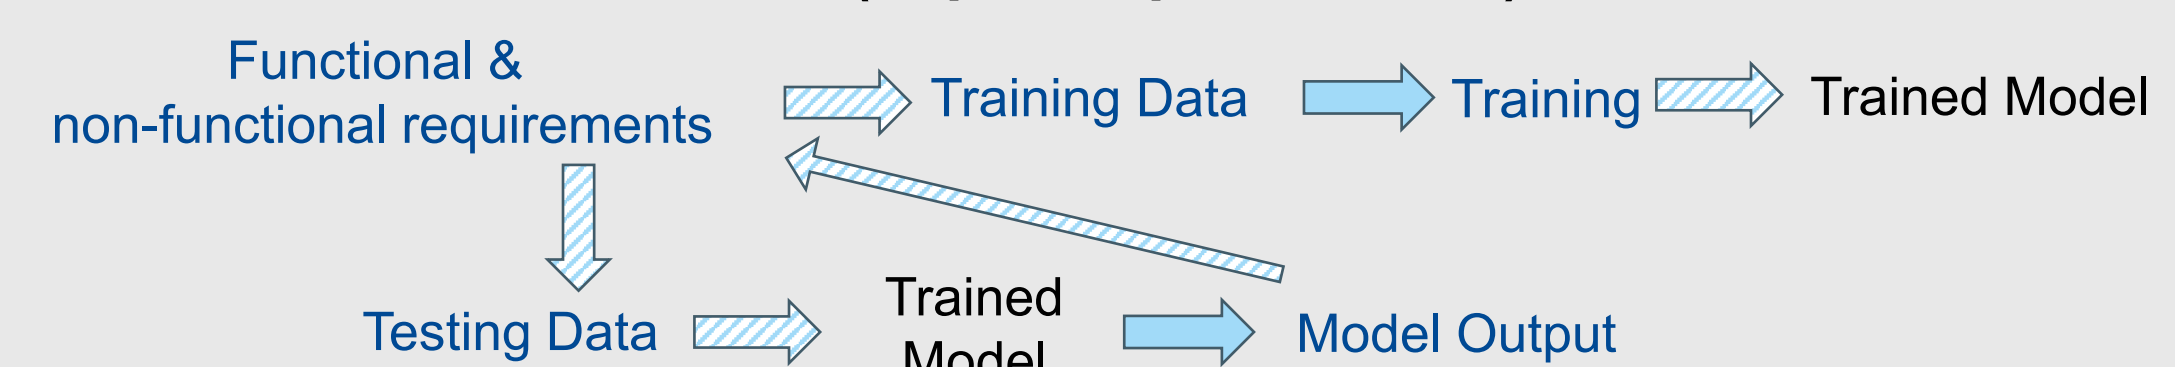 Functional &
non-functional requirements
Training Data
Training
Trained Model
Testing Data
Trained
Model
Model Output